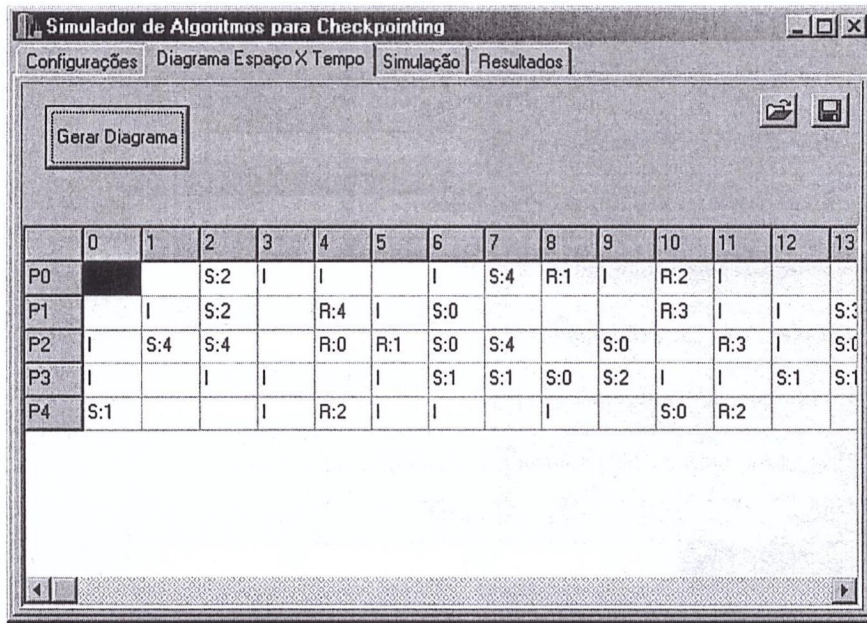 Simulador de Algoritmos para Checkpointing
Configurações Diagrama Espaço X Tempo Simulação Resultados
Gerar Diagrama
0 1 2 3 4 5 6 7 8 9 10 11 12 13
P0 S:2 I I I S:4 R:1 I R:2 I
P1 I S:2 R:4 I S:0 R:3 I I S:3
P2 I S:4 S:4 R:0 R:1 S:0 S:4 S:0 R:3 I S:0
P3 I I I I S:1 S:1 S:0 S:2 I I S:1 S:1
P4 S:1 I R:2 I I I S:0 R:2